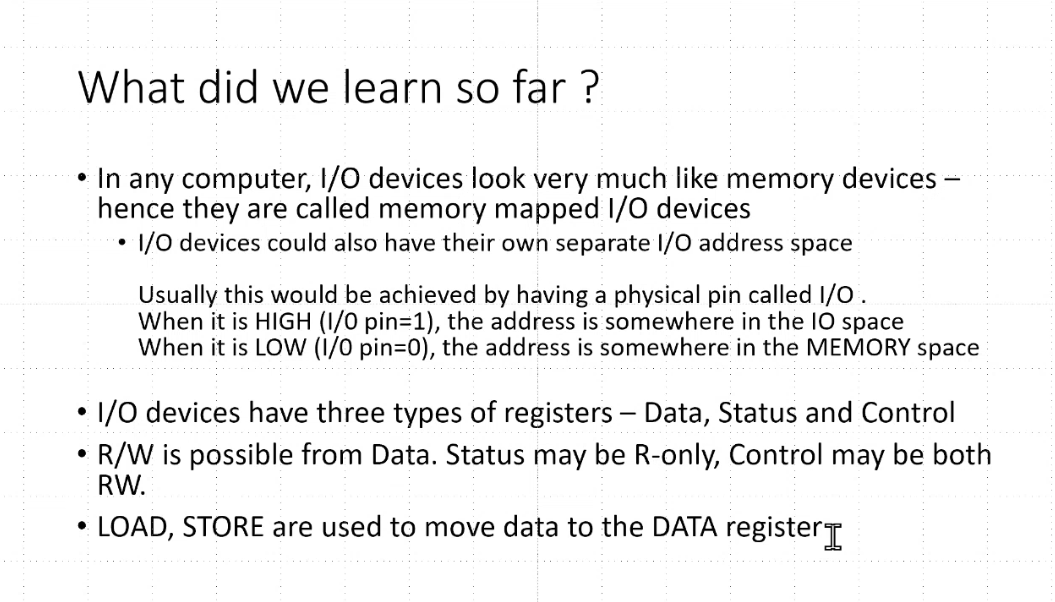 What did we learn so far ?
• In any computer, I/O devices look very much like memory devices –
hence they are called memory mapped I/O devices
• I/O devices could also have their own separate I/O address space
Usually this would be achieved by having a physical pin called I/O .
When it is HIGH (I/0 pin=1), the address is somewhere in the IO space
When it is LOW (I/0 pin=0), the address is somewhere in the MEMORY space
• I/O devices have three types of registers – Data, Status and Control
• R/W is possible from Data. Status may be R-only, Control may be both
RW.
• LOAD, STORE are used to move data to the DATA register